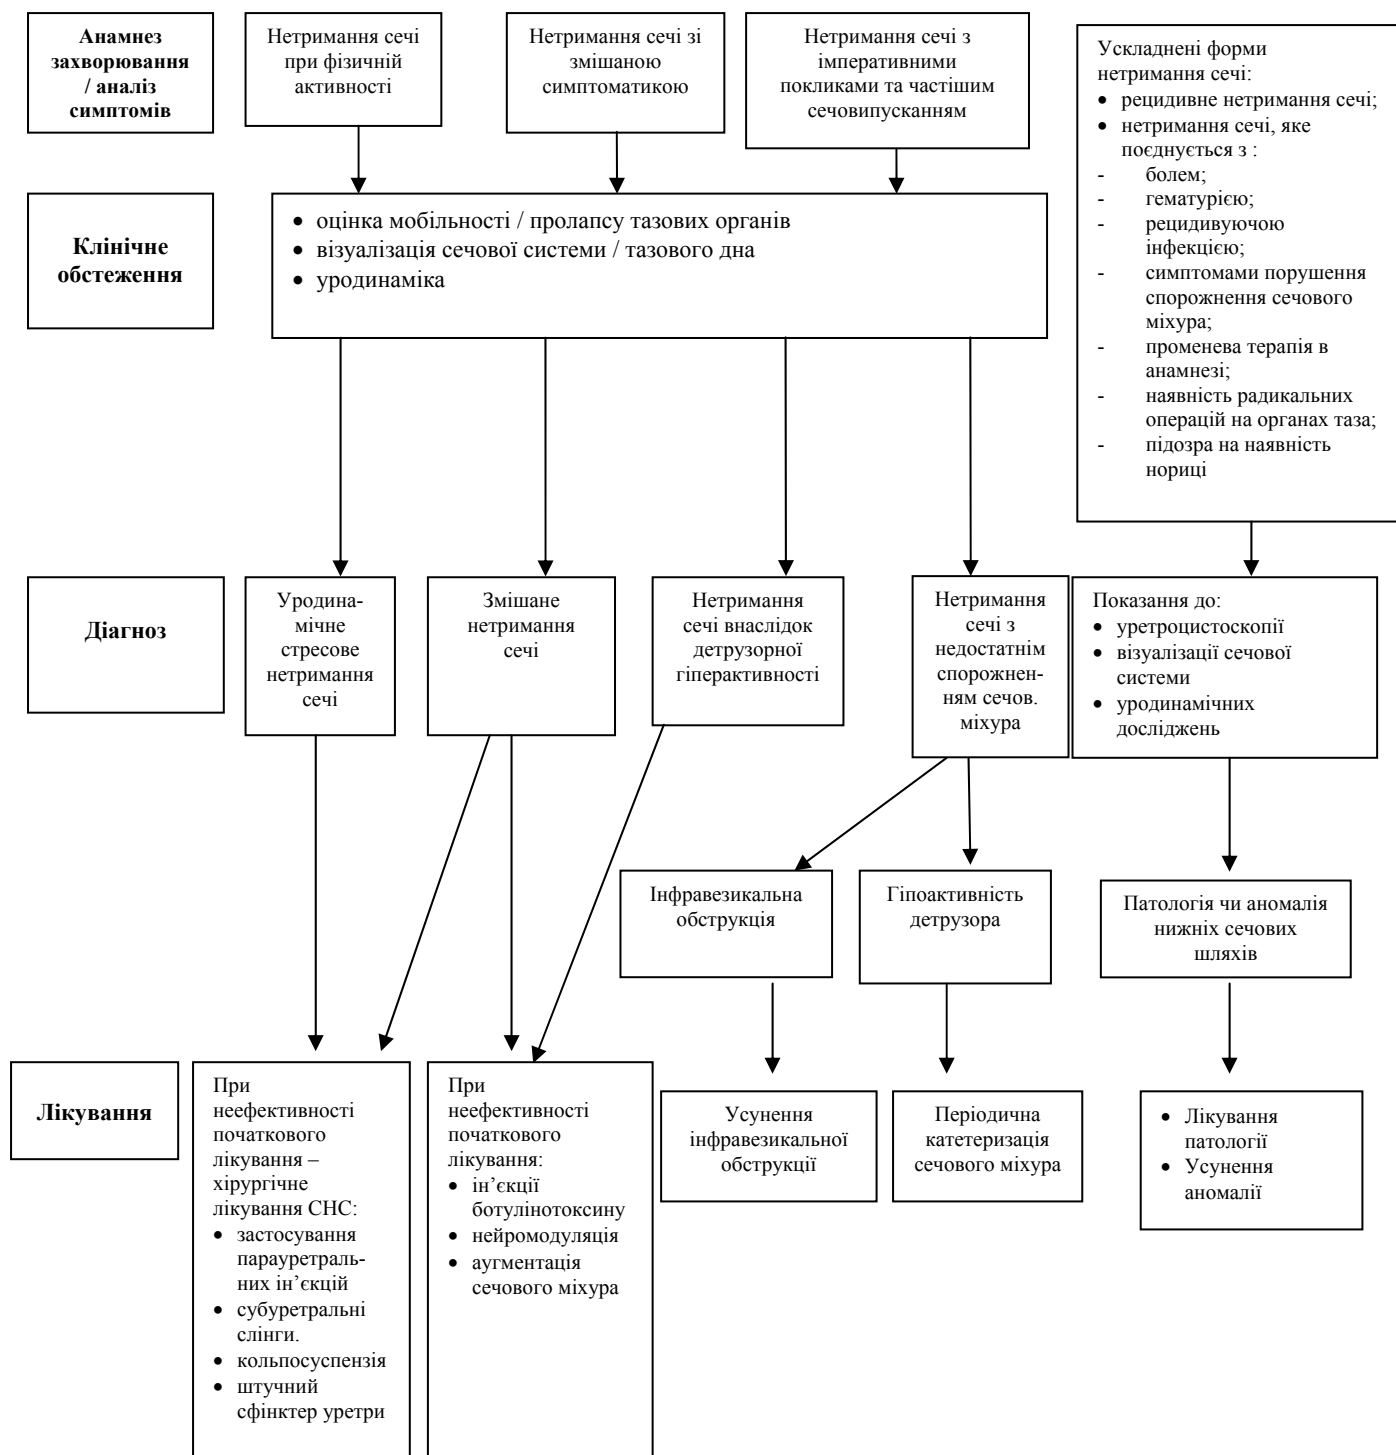 Анамнез
захворювання
/ аналіз
симптомів
Нетримання сечі
при фізичній
активності
Нетримання сечі зі
змішаною
симптоматикою
Нетримання сечі з
імперативними
покликами та частішим
сечовипусканням
Ускладнені форми
нетримання сечі:
• рецидивне нетримання сечі;
• нетримання сечі, яке
поєднується з :
- болем;
- гематурією;
- рецидивуючою
інфекцією;
- симптомами порушення
спорожнення сечового
міхура;
- променева терапія в
анамнезі;
- наявність радикальних
операцій на органах таза;
- підозра на наявність
нориці
Клінічне
обстеження
• оцінка мобільності / пролапсу тазових органів
• візуалізація сечової системи / тазового дна
• уродинаміка
Діагноз
Уродина-
мічне
стресове
нетримання
сечі
Змішане
нетримання
сечі
Нетримання
сечі внаслідок
детрузорної
гіперактивності
Нетримання
сечі з
недостатнім
спорожнен-
ням сечов.
міхура
Показання до:
• уретроцистоскопії
• візуалізації сечової
системи
• уродинамічних
досліджень
Інфравезикальна
обструкція
Гіпоактивність
детрузора
Патологія чи аномалія
нижніх сечових
шляхів
Лікування
При
неефективності
початкового
лікування –
хірургічне
лікування СНС:
• застосування
парауретраль-
них ін’єкцій
• субуретральні
слінги.
• кольпосуспензія
• штучний
сфінктер уретри
При
неефективності
початкового
лікування:
• ін’єкції
ботулінотоксину
• нейромодуляція
• аугментація
сечового міхура
Усунення
інфравезикальної
обструкції
Періодична
катетеризація
сечового міхура
• Лікування
патології
• Усунення
аномалії